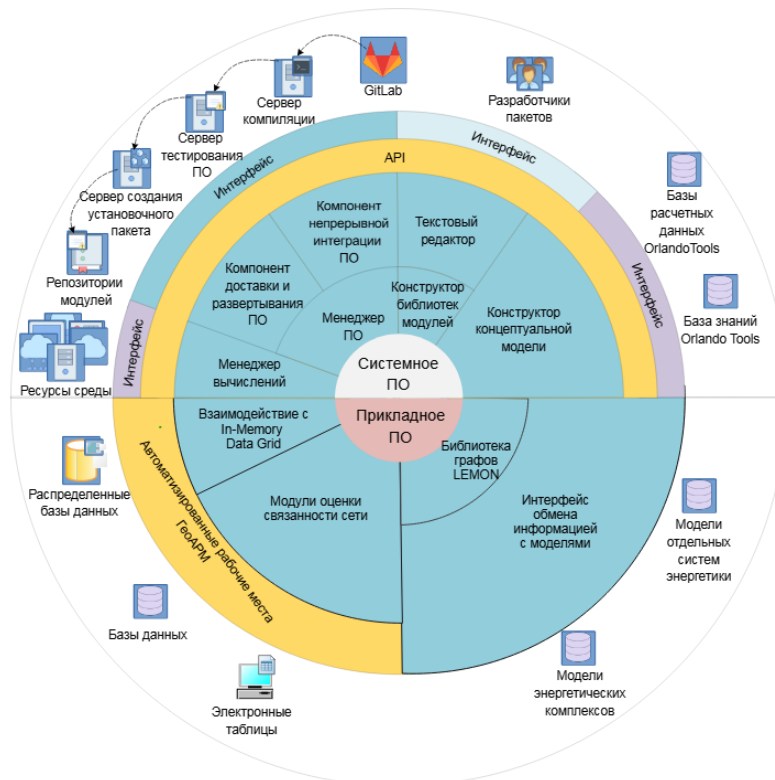 GitLab
Сервер
компиляции
Сервер
тестирования
ПО
Сервер создания
установочного
пакета
Репозитории
модулей
Ресурсы среды
Разработчики
пакетов
Базы
расчетных
данных
OrlandoTools
База знаний
Orlando Tools
Интерфейс
Интерфейс
Интерфейс
Интерфейс
API
Компонент
непрерывной
интеграции
ПО
Текстовый
редактор
Компонент
доставки и
развертывания
ПО
Менеджер
ПО
Конструктор
библиотек
модулей
Конструктор
концептуальной
модели
Менеджер
вычислений
Системное
ПО
Прикладное
ПО
Взаимодействие с
In-Memory
Data Grid
Библиотека
графов
LEMON
Модули оценки
связанности сети
Интерфейс
обмена
информацией
с моделями
Автоматизированные рабочие места
ГеоАРМ
Распределенные
базы данных
Базы данных
Электронные
таблицы
Модели
отдельных
систем
энергетики
Модели
энергетических
комплексов